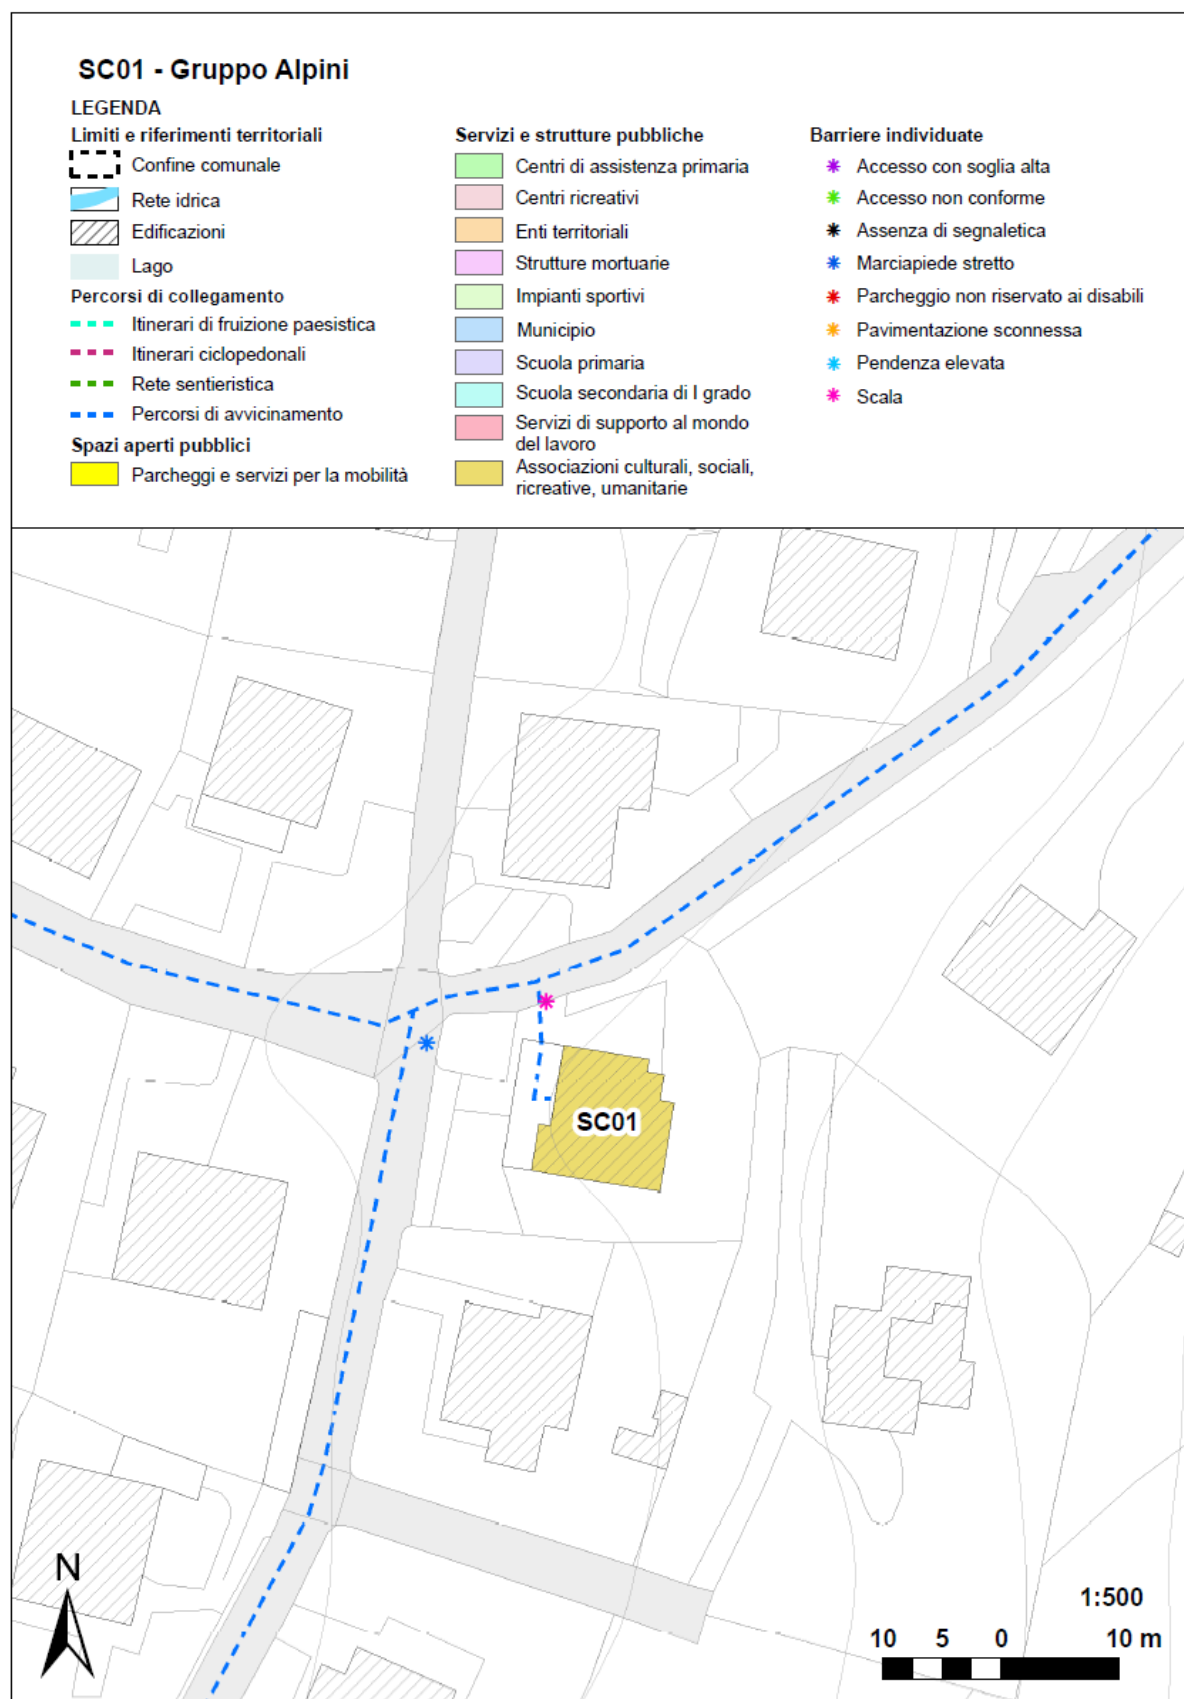 SC01 - Gruppo Alpini
LEGENDA
Limiti e riferimenti territoriali
Confine comunale
Rete idrica
Edificazioni
Lago
Percorsi di collegamento
Itinerari di fruizione paesistica
Itinerari ciclopedonali
Rete sentieristica
Percorsi di avvicinamento
Spazi aperti pubblici
Parcheggi e servizi per la mobilità
Servizi e strutture pubbliche
Centri di assistenza primaria
Centri ricreativi
Enti territoriali
Strutture mortuarie
Impianti sportivi
Municipio
Scuola primaria
Scuola secondaria di I grado
Servizi di supporto al mondo
del lavoro
Associazioni culturali, sociali,
ricreative, umanitarie
Barriere individuate
Accesso con soglia alta
Accesso non conforme
Assenza di segnaletica
Marciapiede stretto
Parcheggio non riservato ai disabili
Pavimentazione sconnessa
Pendenza elevata
Scala
SC01
N
1:500
10 5 0 10 m